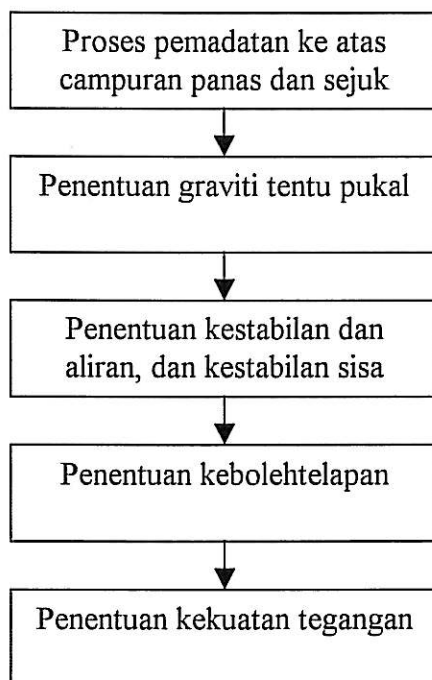 Proses pemadatan ke atas
campuran panas dan sejuk
Penentuan graviti tentu pukal
Penentuan kestabilan dan
aliran, dan kestabilan sisa
Penentuan kebolehtelapan
Penentuan kekuatan tegangan